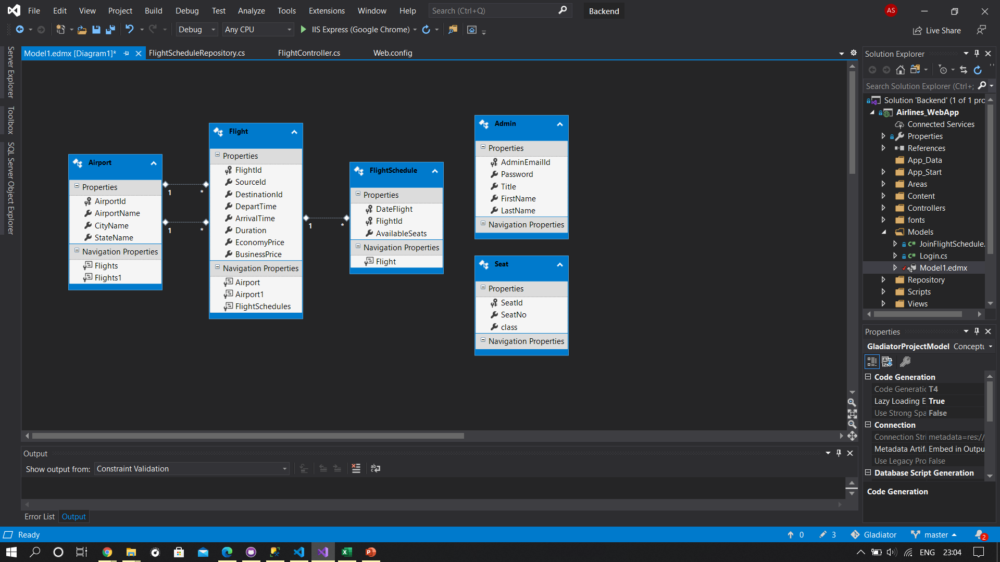 File Edit View Project Build Debug Test Analyze Tools Extensions Window Help Search (Ctrl+Q) Backend AS
Debug Any CPU IIS Express (Google Chrome) Live Share
Server Explorer
Toolbox
SQL Server Object Explorer
Model1.edmx [Diagram1]* FlightScheduleRepository.cs FlightController.cs Web.config
Airport
Properties
AirportId
AirportName
CityName
StateName
Navigation Properties
Flights
Flights1
1 *
1 *
Flight
Properties
FlightId
SourceId
DestinationId
DepartTime
ArrivalTime
Duration
EconomyPrice
BusinessPrice
Navigation Properties
Airport
Airport1
FlightSchedules
1 *
FlightSchedule
Properties
DateFlight
FlightId
AvailableSeats
Navigation Properties
Flight
Admin
Properties
AdminEmailId
Password
Title
FirstName
LastName
Navigation Properties
Seat
Properties
SeatId
SeatNo
class
Navigation Properties
Solution Explorer
Search Solution Explorer (Ctrl+;
Solution 'Backend' (1 of 1 pro
Airlines_WebApp
Connected Services
Properties
References
App_Data
App_Start
Areas
Content
Controllers
fonts
Models
C# JoinFlightSchedule.
C# Login.cs
Model1.edmx
Repository
Scripts
Views
Properties
GladiatorProjectModel Conceptu
Code Generation
Code Generatic T4
Lazy Loading E True
Use Strong Spa False
Connection
Connection Stri metadata=res://
Metadata Artifa Embed in Outpu
Use Legacy Pro False
Database Script Generation
Code Generation
Output
Show output from: Constraint Validation
Error List Output
Ready 0 3 Gladiator master 2
ENG 23:04